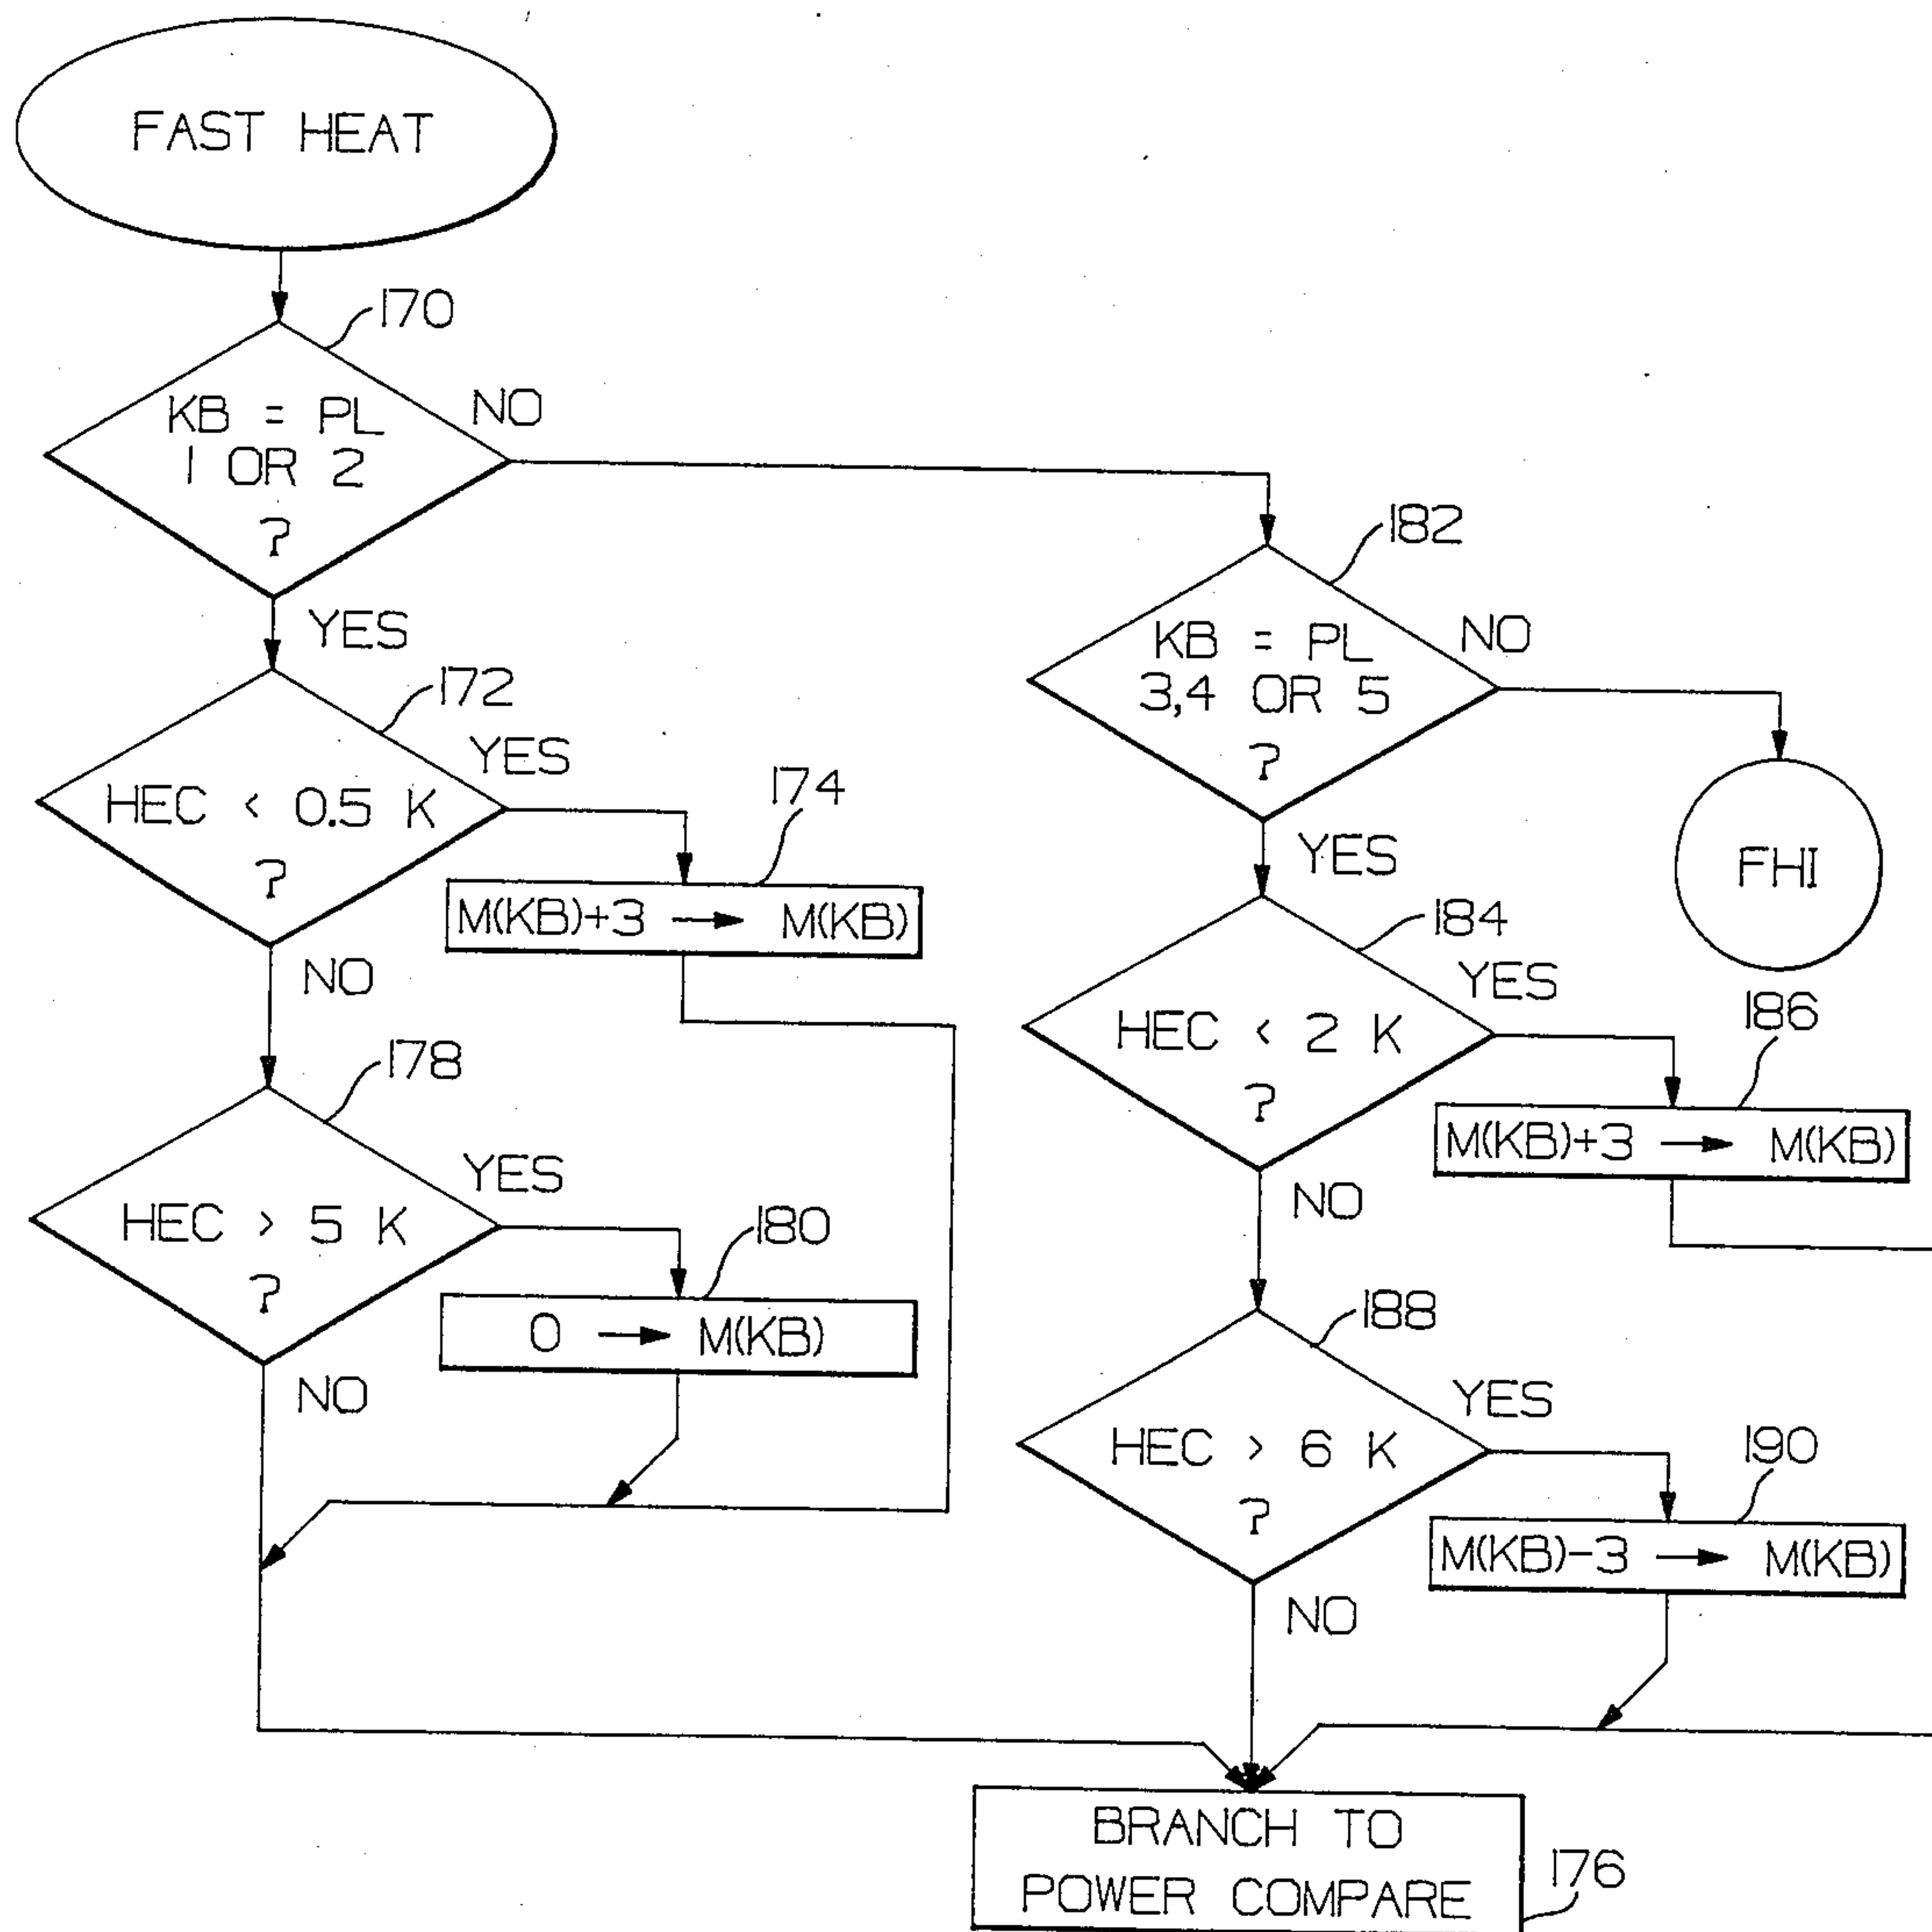 FAST HEAT
170
KB = PL
1 OR 2
?
NO
YES
172
HEC < 0.5 K
?
YES
174
M(KB)+3 → M(KB)
NO
178
HEC > 5 K
?
YES
180
0 → M(KB)
NO
182
KB = PL
3,4 OR 5
?
NO
FHI
YES
184
HEC < 2 K
?
YES
186
M(KB)+3 → M(KB)
NO
188
HEC > 6 K
?
YES
190
M(KB)-3 → M(KB)
NO
BRANCH TO
POWER COMPARE
176